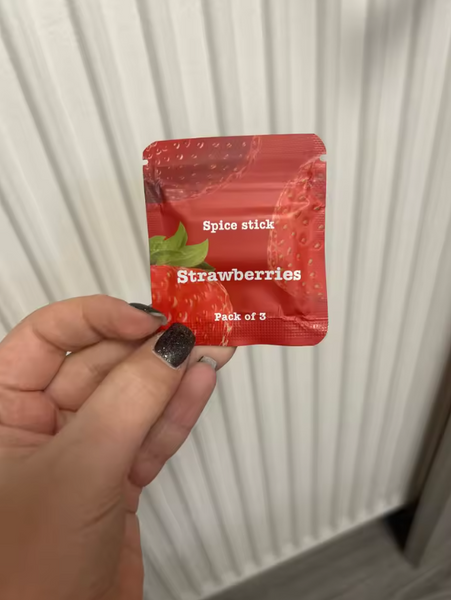 Spice stick
Strawberries
Pack of 3